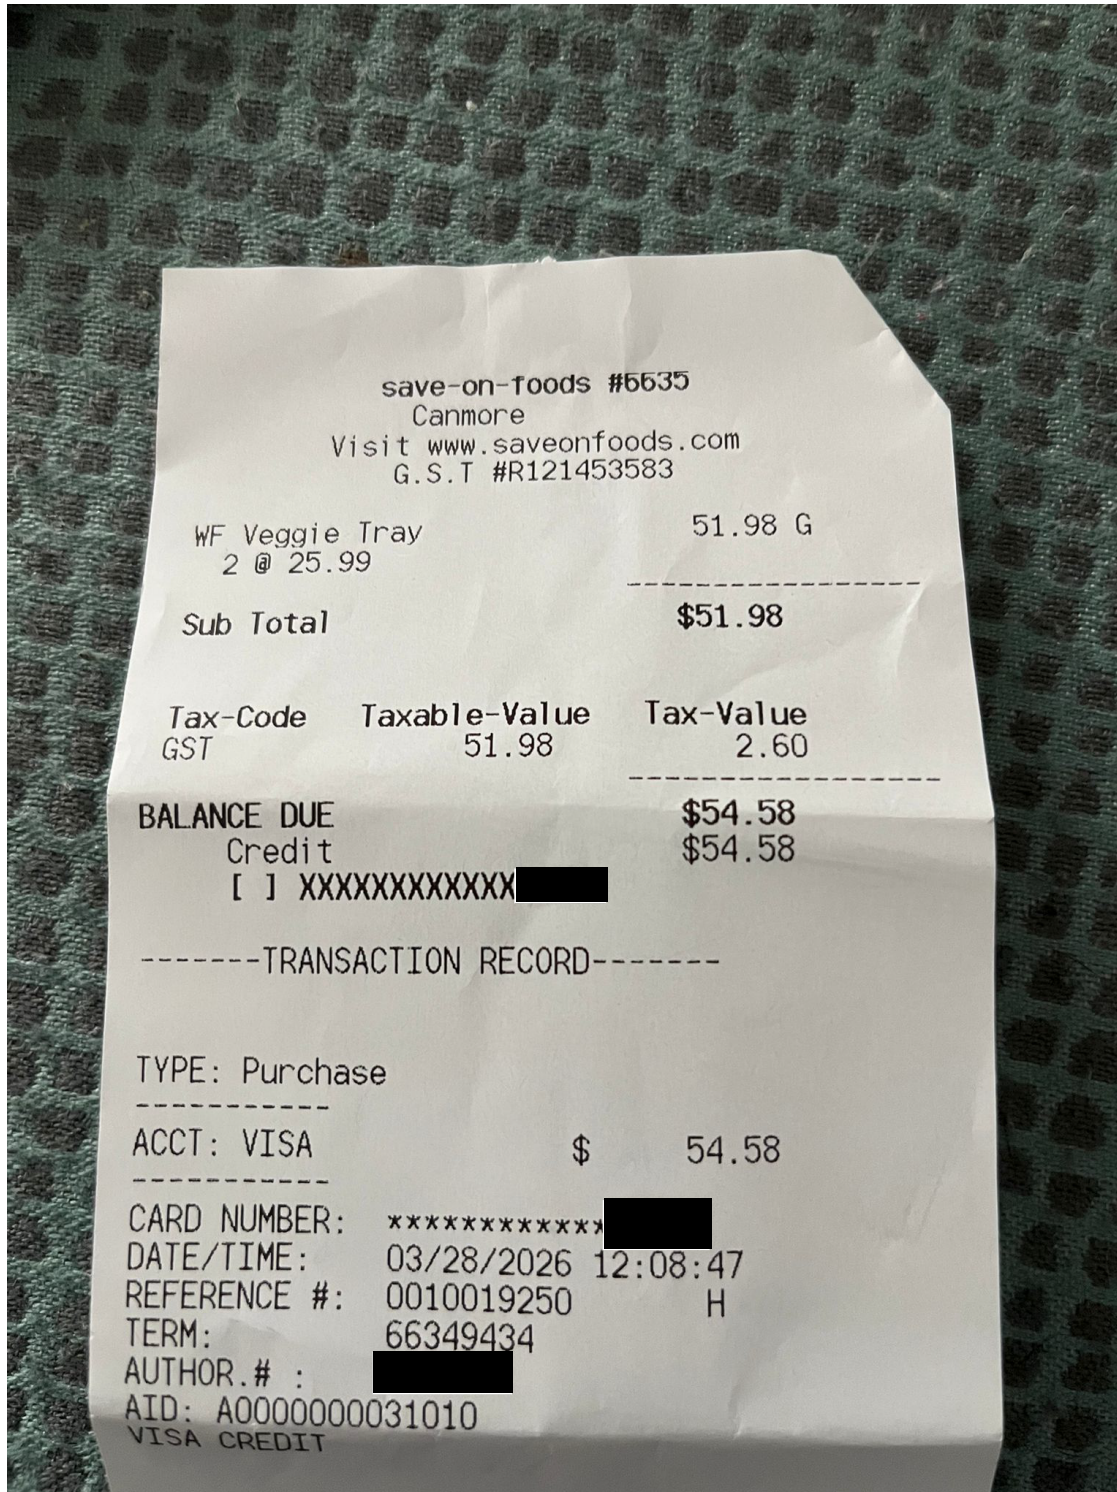 save-on-foods #6635
Canmore
Visit www.saveonfoods.com
G.S.T #R121453583
WF Veggie Tray 51.98 G
2 @ 25.99
-----------------
Sub Total $51.98
Tax-Code Taxable-Value Tax-Value
GST 51.98 2.60
------------------
BALANCE DUE $54.58
Credit $54.58
[ ] XXXXXXXXXXXX
-------TRANSACTION RECORD-------
TYPE: Purchase
-----------
ACCT: VISA $ 54.58
-----------
CARD NUMBER: ************
DATE/TIME: 03/28/2026 12:08:47
REFERENCE #: 0010019250 H
TERM: 66349434
AUTHOR.# :
AID: A0000000031010
VISA CREDIT